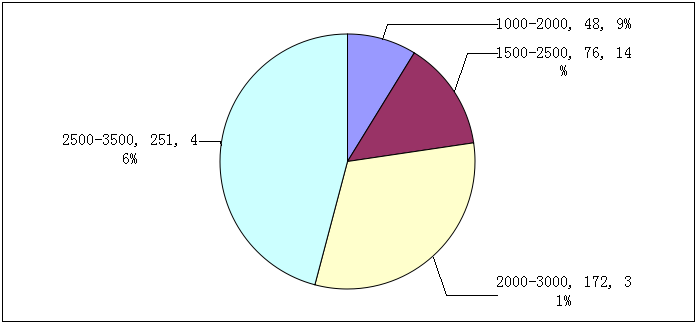 1000-2000, 48, 9%
1500-2500, 76, 14
%
2500-3500, 251, 4
6%
2000-3000, 172, 3
1%